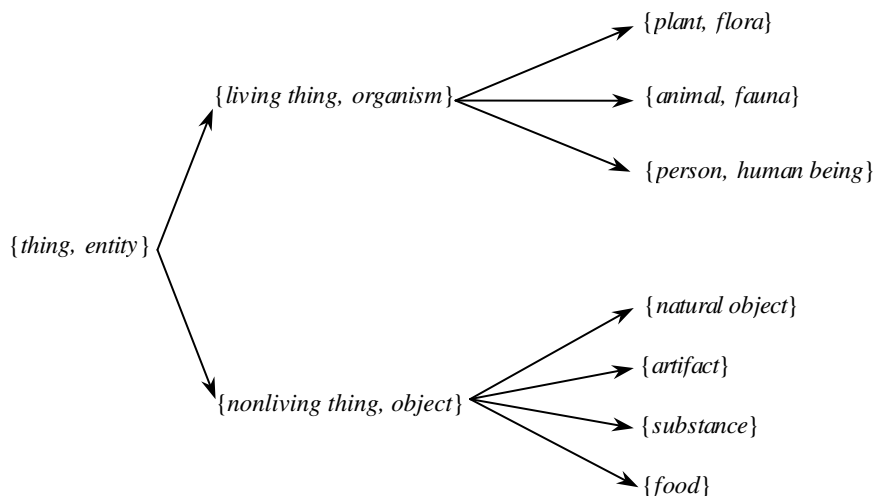 {plant, flora}
{living thing, organism}
{animal, fauna}
{person, human being}
{thing, entity}
{natural object}
{artifact}
{nonliving thing, object}
{substance}
{food}